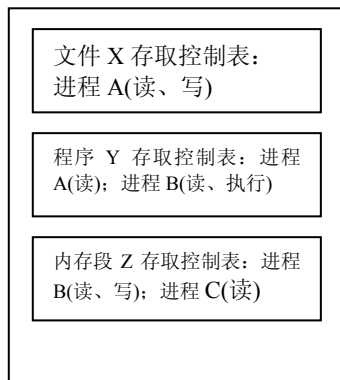 文件 X 存取控制表：
进程 A(读、写)
程序 Y 存取控制表：进程
A(读)；进程 B(读、执行)
内存段 Z 存取控制表：进程
B(读、写)；进程 C(读)